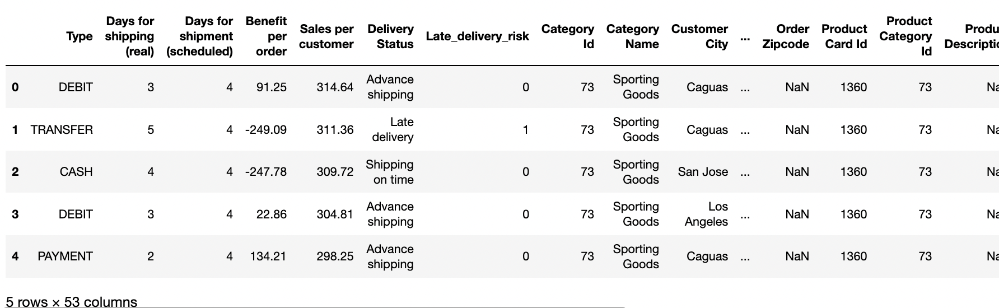 Type Days for shipping (real) Days for shipment (scheduled) Benefit per order Sales per customer Delivery Status Late_delivery_risk Category Id Category Name Customer City ... Order Zipcode Product Card Id Product Category Id Produ Descriptio
0 DEBIT 3 4 91.25 314.64 Advance shipping 0 73 Sporting Goods Caguas ... NaN 1360 73 Na
1 TRANSFER 5 4 -249.09 311.36 Late delivery 1 73 Sporting Goods Caguas ... NaN 1360 73 Na
2 CASH 4 4 -247.78 309.72 Shipping on time 0 73 Sporting Goods San Jose ... NaN 1360 73 Na
3 DEBIT 3 4 22.86 304.81 Advance shipping 0 73 Sporting Goods Los Angeles ... NaN 1360 73 Na
4 PAYMENT 2 4 134.21 298.25 Advance shipping 0 73 Sporting Goods Caguas ... NaN 1360 73 Na
5 rows × 53 columns